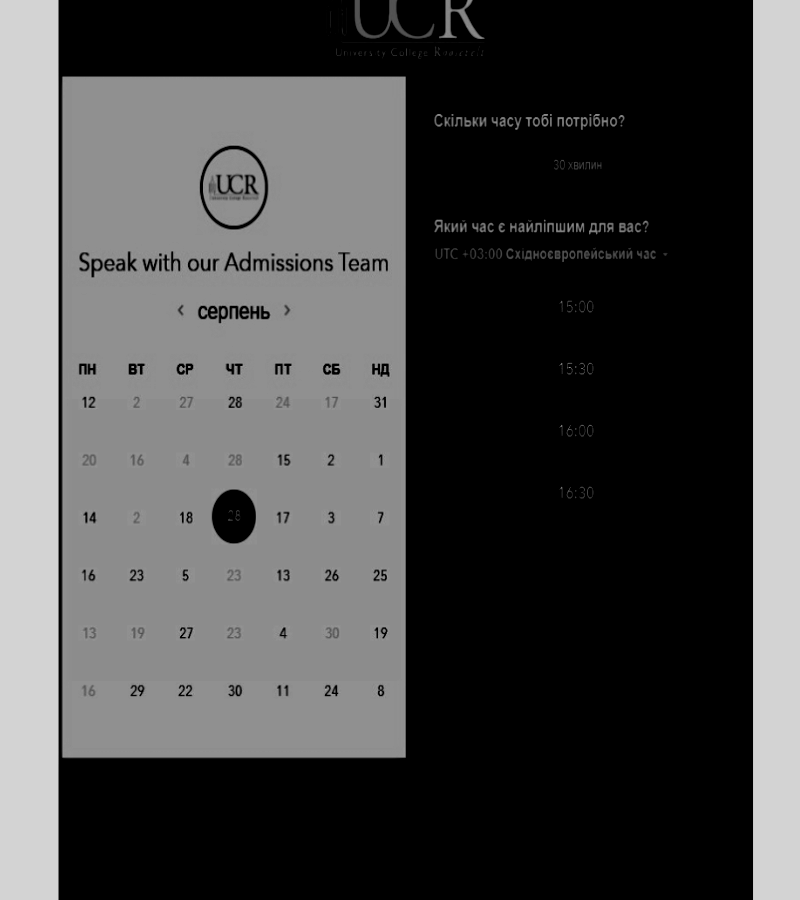 UCR
University College Roosevelt
UCR
Speak with our Admissions Team
серпень
ПН ВТ СР ЧТ ПТ СБ НД
12 2 27 28 24 17 31
20 16 4 28 15 2 1
14 2 18 28 17 3 7
16 23 5 23 13 26 25
13 19 27 23 4 30 19
16 29 22 30 11 24 8
Скільки часу тобі потрібно?
30 хвилин
Який час є найліпшим для вас?
UTC +03:00 Східноєвропейський час
15:00
15:30
16:00
16:30